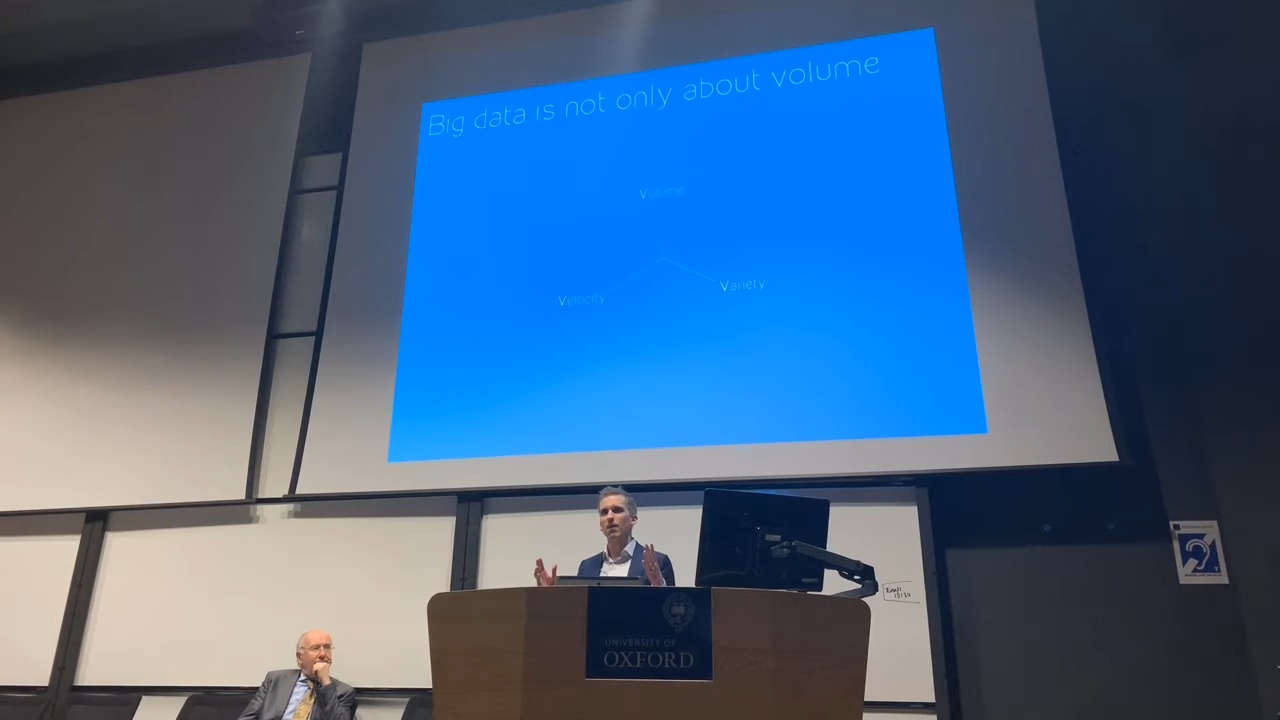 Big data is not only about volume
Volume
Velocity
Variety
UNIVERSITY OF
OXFORD